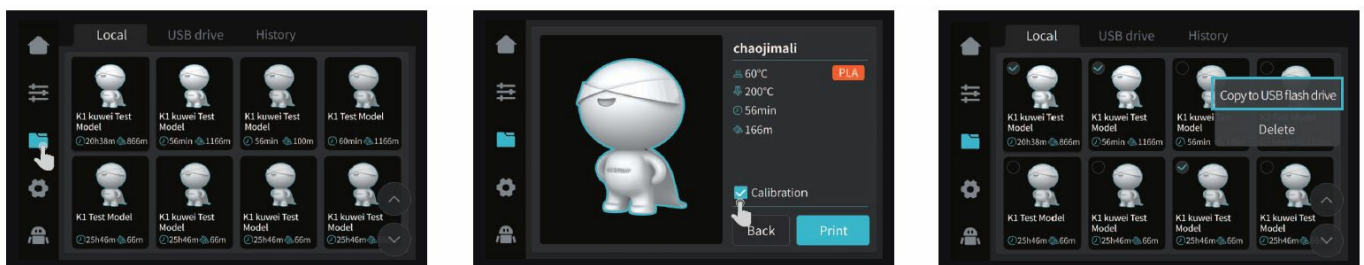 Local USB drive History
K1 kuwei Test Model
20h38m 866m
K1 kuwei Test Model
56min 1166m
K1 kuwei Test Model
56min 100m
K1 Test Model
60min 1166m
K1 Test Model
25h46m 66m
K1 kuwei Test Model
25h46m 66m
K1 kuwei Test Model
25h46m 66m
K1 kuwei Test Model
25h46m
chaojimali
60°C PLA
200°C
56min
166m
Calibration
Back Print
Local USB drive History
K1 kuwei Test Model
20h38m 866m
K1 kuwei Test Model
56min 1166m
K1 kuwei Model
56min
Copy to USB flash drive
Delete
K1 Test Model
25h46m 66m
K1 kuwei Test Model
25h46m 66m
K1 kuwei Test Model
25h46m 66m
K1 kuwei Test Model
25h46m